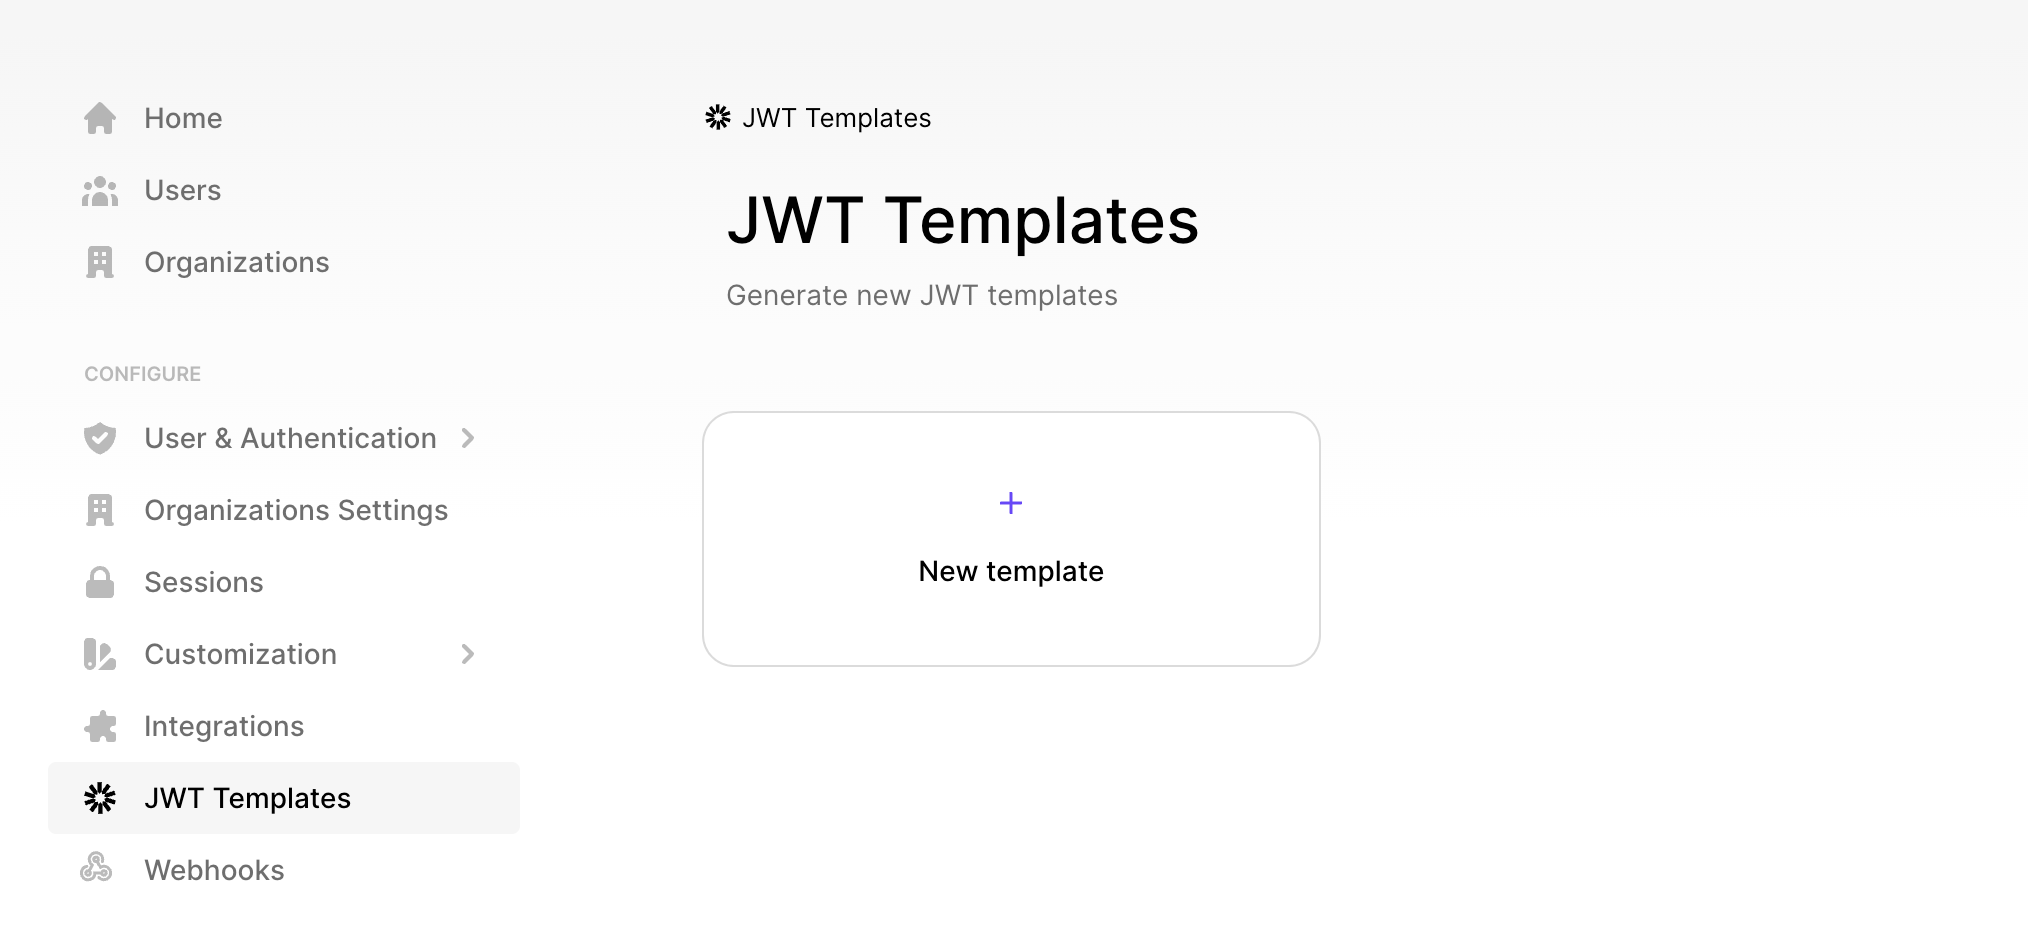 Home
Users
Organizations
CONFIGURE
User & Authentication
Organizations Settings
Sessions
Customization
Integrations
JWT Templates
Webhooks
JWT Templates
JWT Templates
Generate new JWT templates
New template